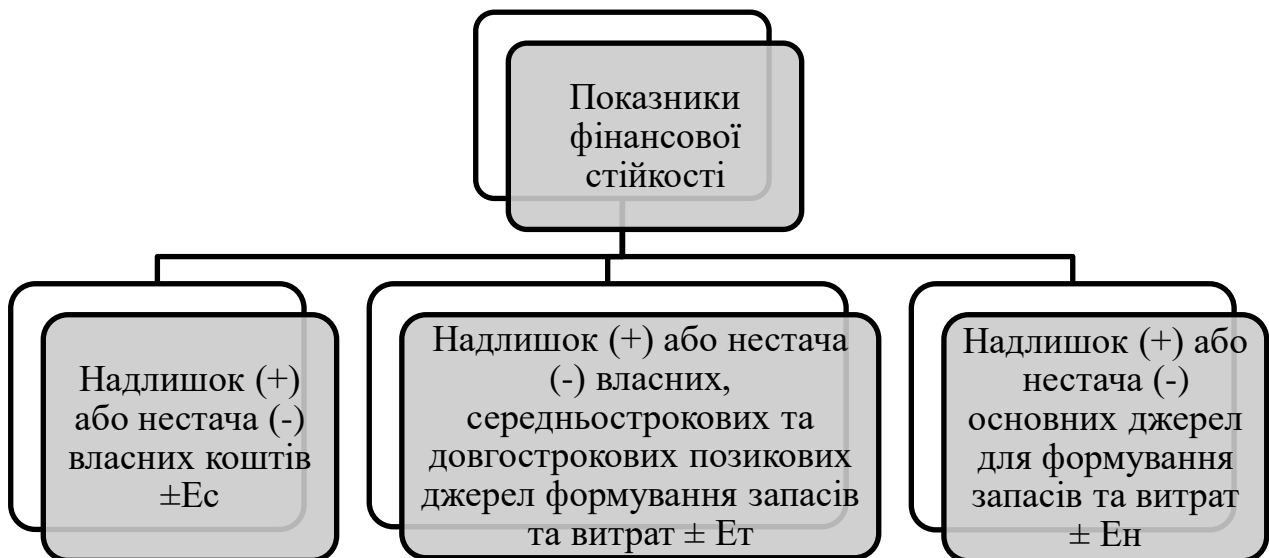 Показники
фінансової
стійкості
Надлишок (+)
або нестача (-)
власних коштів
±Ес
Надлишок (+) або нестача
(-) власних,
середньострокових та
довгострокових позикових
джерел формування запасів
та витрат ± Ет
Надлишок (+) або
нестача (-)
основних джерел
для формування
запасів та витрат
± Ен